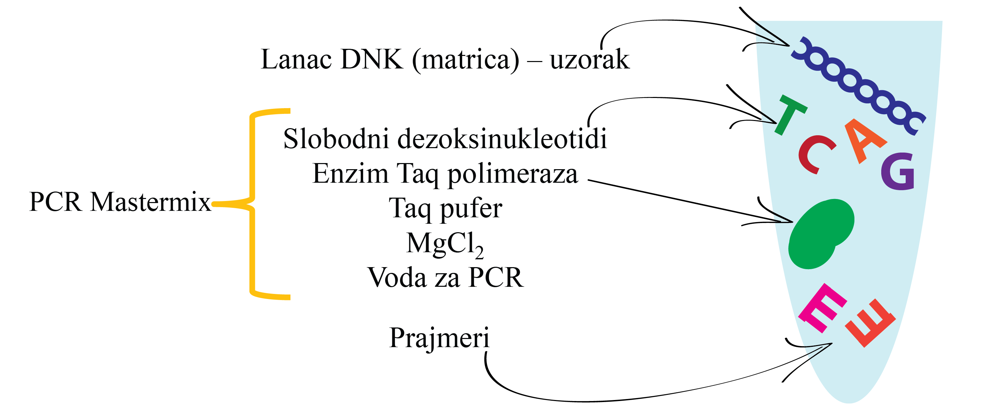 Lanac DNK (matrica) – uzorak
Slobodni dezoksinukleotidi
Enzim Taq polimeraza
Taq pufer
MgCl₂
Voda za PCR
PCR Mastermix
Prajmeri
T
C
A
G